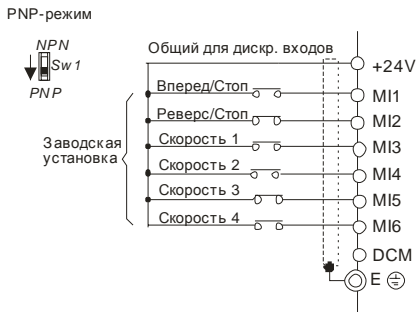 PNP-режим
NPN
Sw1
PNP
Общий для дискр. входов
+24V
Вперед/Стоп
MI1
Реверс/Стоп
MI2
Заводская
установка
Скорость 1
MI3
Скорость 2
MI4
Скорость 3
MI5
Скорость 4
MI6
DCM
E